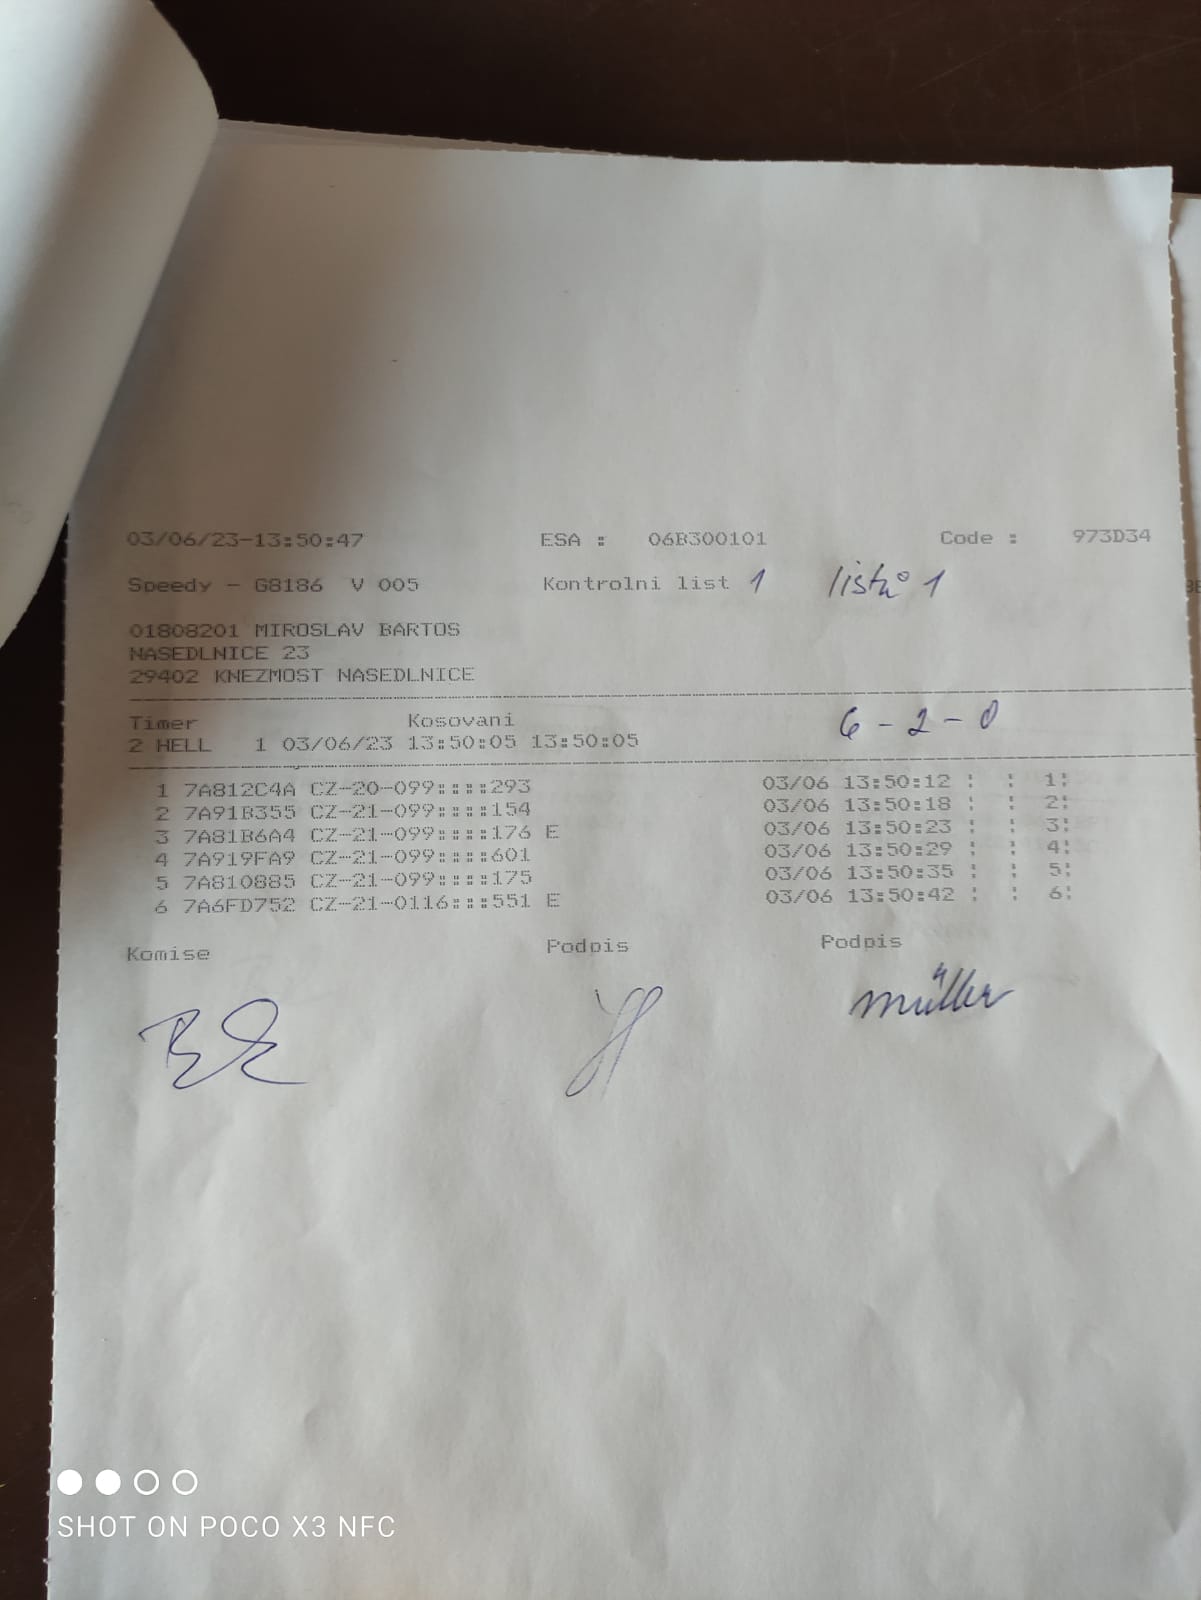 03/06/23-13:50:47 ESA : 06B300101 Code : 973D34
Speedy - G8186 V 005 Kontrolni list 1 listů 1
01808201 MIROSLAV BARTOS
NASEDLNICE 23
29402 KNEZMOST NASEDLNICE
Timer Kosovani 6-2-0
2 HELL 1 03/06/23 13:50:05 13:50:05
1 7A812C4A CZ-20-099::::293 03/06 13:50:12 : : 1:
2 7A91B355 CZ-21-099::::154 03/06 13:50:18 : : 2:
3 7A81B6A4 CZ-21-099::::176 E 03/06 13:50:23 : : 3:
4 7A919FA9 CZ-21-099::::601 03/06 13:50:29 : : 4:
5 7A810885 CZ-21-099::::175 03/06 13:50:35 : : 5:
6 7A6FD752 CZ-21-0116:::551 E 03/06 13:50:42 : : 6:
Komise Podpis Podpis
müller
SHOT ON POCO X3 NFC